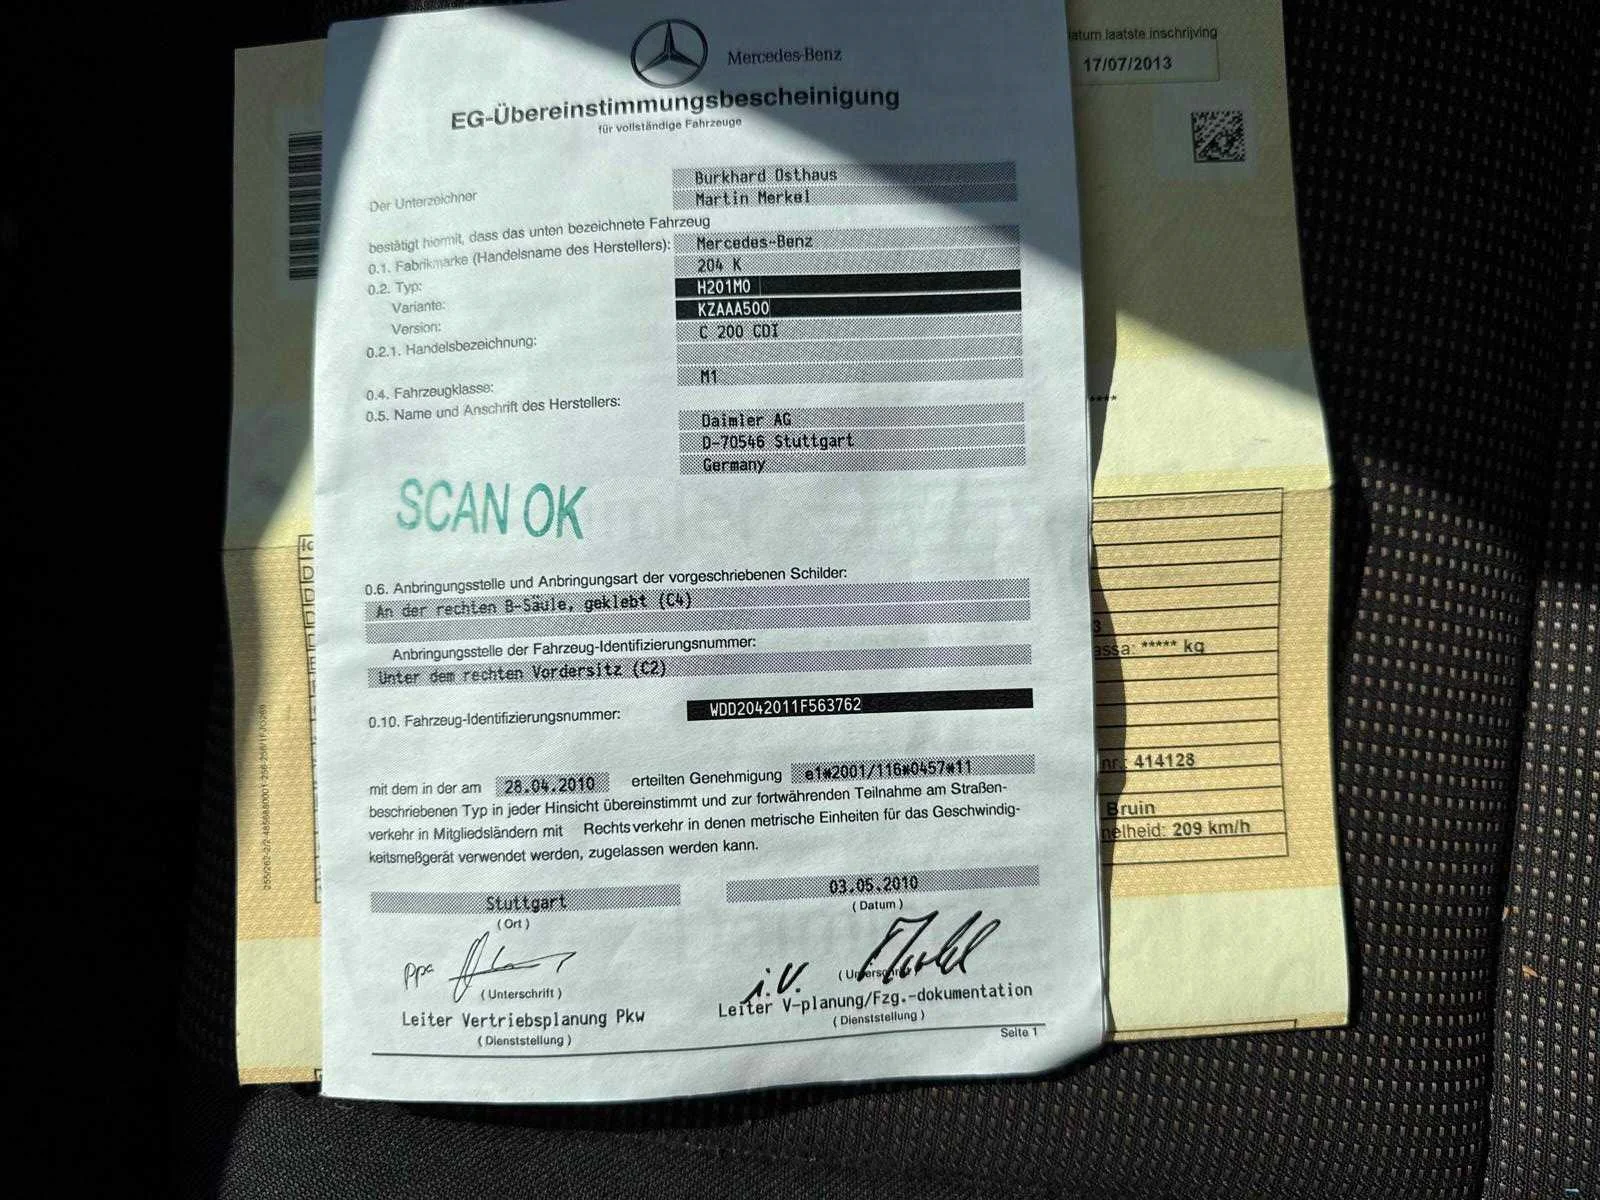 Mercedes-Benz
EG-Übereinstimmungsbescheinigung
für vollständige Fahrzeuge
Der Unterzeichner
Burkhard Osthaus
Martin Merkel
bestätigt hiermit, dass das unten bezeichnete Fahrzeug
0.1. Fabrikmarke (Handelsname des Herstellers):
Mercedes-Benz
0.2. Typ:
204 K
Variante:
H201M0
Version:
KZAAA500
0.2.1. Handelsbezeichnung:
C 200 CDI
0.4. Fahrzeugklasse:
M1
0.5. Name und Anschrift des Herstellers:
Daimler AG
D-70546 Stuttgart
Germany
SCAN OK
0.6. Anbringungsstelle und Anbringungsart der vorgeschriebenen Schilder:
An der rechten B-Säule, geklebt (C4)
Anbringungsstelle der Fahrzeug-Identifizierungsnummer:
Unter dem rechten Vordersitz (C2)
0.10. Fahrzeug-Identifizierungsnummer:
WDD2042011F563762
mit dem in der am 28.04.2010 erteilten Genehmigung e1*2001/116*0457*11
beschriebenen Typ in jeder Hinsicht übereinstimmt und zur fortwährenden Teilnahme am Straßen-
verkehr in Mitgliedsländern mit Rechtsverkehr in denen metrische Einheiten für das Geschwindig-
keitsmeßgerät verwendet werden, zugelassen werden kann.
Stuttgart
03.05.2010
(Ort)
(Datum)
ppa
i.V.
(Unterschrift)
(Unterschrift)
Leiter Vertriebsplanung Pkw
Leiter V-planung/Fzg.-dokumentation
(Dienststellung)
(Dienststellung)
Seite 1
atum laatste inschrijving
17/07/2013
****
3
assa: ***** kg
nr.: 414128
Bruin
nelheid: 209 km/h